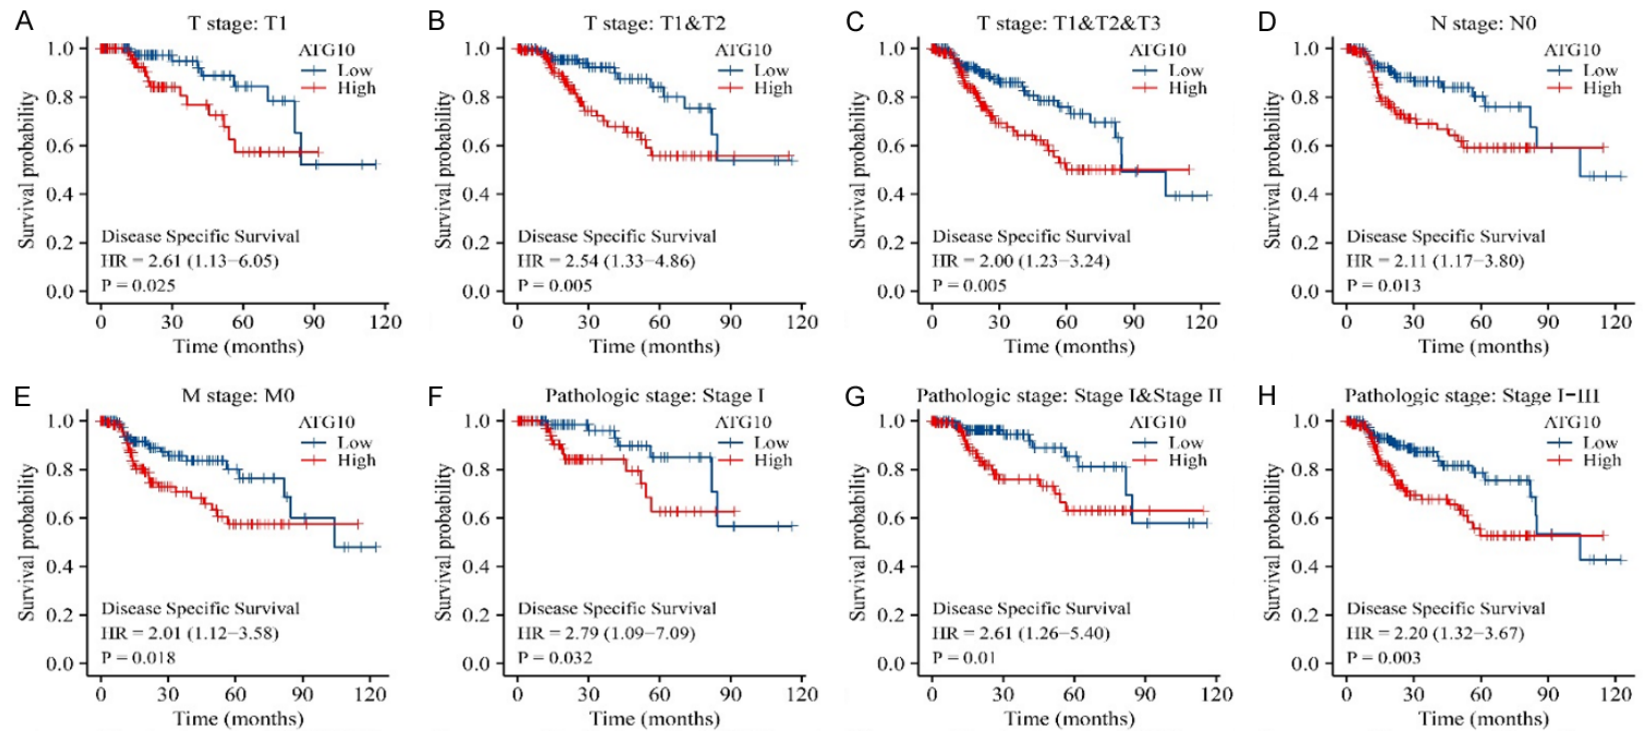 A
T stage: T1
ATG10
Low
High
Survival probability
1.0
0.8
0.6
0.4
0.2
0.0
Disease Specific Survival
HR = 2.61 (1.13−6.05)
P = 0.025
0 30 60 90 120
Time (months)
B
T stage: T1&T2
ATG10
Low
High
Survival probability
1.0
0.8
0.6
0.4
0.2
0.0
Disease Specific Survival
HR = 2.54 (1.33−4.86)
P = 0.005
0 30 60 90 120
Time (months)
C
T stage: T1&T2&T3
ATG10
Low
High
Survival probability
1.0
0.8
0.6
0.4
0.2
0.0
Disease Specific Survival
HR = 2.00 (1.23−3.24)
P = 0.005
0 30 60 90 120
Time (months)
D
N stage: N0
ATG10
Low
High
Survival probability
1.0
0.8
0.6
0.4
0.2
0.0
Disease Specific Survival
HR = 2.11 (1.17−3.80)
P = 0.013
0 30 60 90 120
Time (months)
E
M stage: M0
ATG10
Low
High
Survival probability
1.0
0.8
0.6
0.4
0.2
0.0
Disease Specific Survival
HR = 2.01 (1.12−3.58)
P = 0.018
0 30 60 90 120
Time (months)
F
Pathologic stage: Stage I
ATG10
Low
High
Survival probability
1.0
0.8
0.6
0.4
0.2
0.0
Disease Specific Survival
HR = 2.79 (1.09−7.09)
P = 0.032
0 30 60 90 120
Time (months)
G
Pathologic stage: Stage I&Stage II
ATG10
Low
High
Survival probability
1.0
0.8
0.6
0.4
0.2
0.0
Disease Specific Survival
HR = 2.61 (1.26−5.40)
P = 0.01
0 30 60 90 120
Time (months)
H
Pathologic stage: Stage I−III
ATG10
Low
High
Survival probability
1.0
0.8
0.6
0.4
0.2
0.0
Disease Specific Survival
HR = 2.20 (1.32−3.67)
P = 0.003
0 30 60 90 120
Time (months)